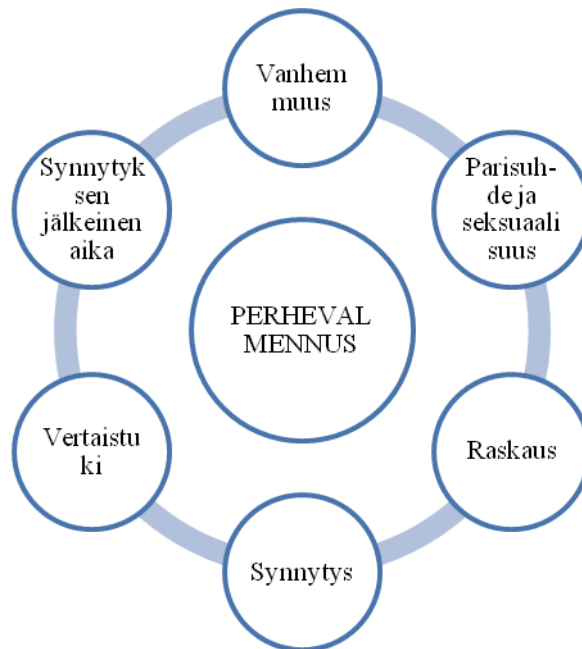 Vanhem
muus
Parisuh-
de ja
seksuaali
suus
Raskaus
Synnytys
Vertaistu
ki
Synnytyk
sen
jälkeinen
aika
PERHEVAL
MENNUS